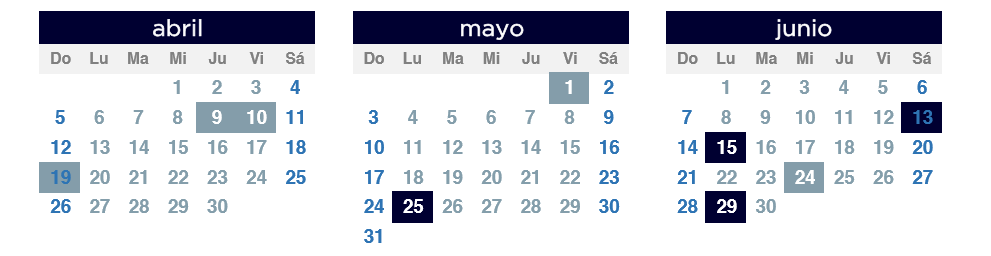 abril mayo junio
Do Lu Ma Mi Ju Vi Sá Do Lu Ma Mi Ju Vi Sá Do Lu Ma Mi Ju Vi Sá
1 2 3 4 1 2 1 2 3 4 5 6
5 6 7 8 9 10 11 3 4 5 6 7 8 9 7 8 9 10 11 12 13
12 13 14 15 16 17 18 10 11 12 13 14 15 16 14 15 16 17 18 19 20
19 20 21 22 23 24 25 17 18 19 20 21 22 23 21 22 23 24 25 26 27
26 27 28 29 30 24 25 26 27 28 29 30 28 29 30
31